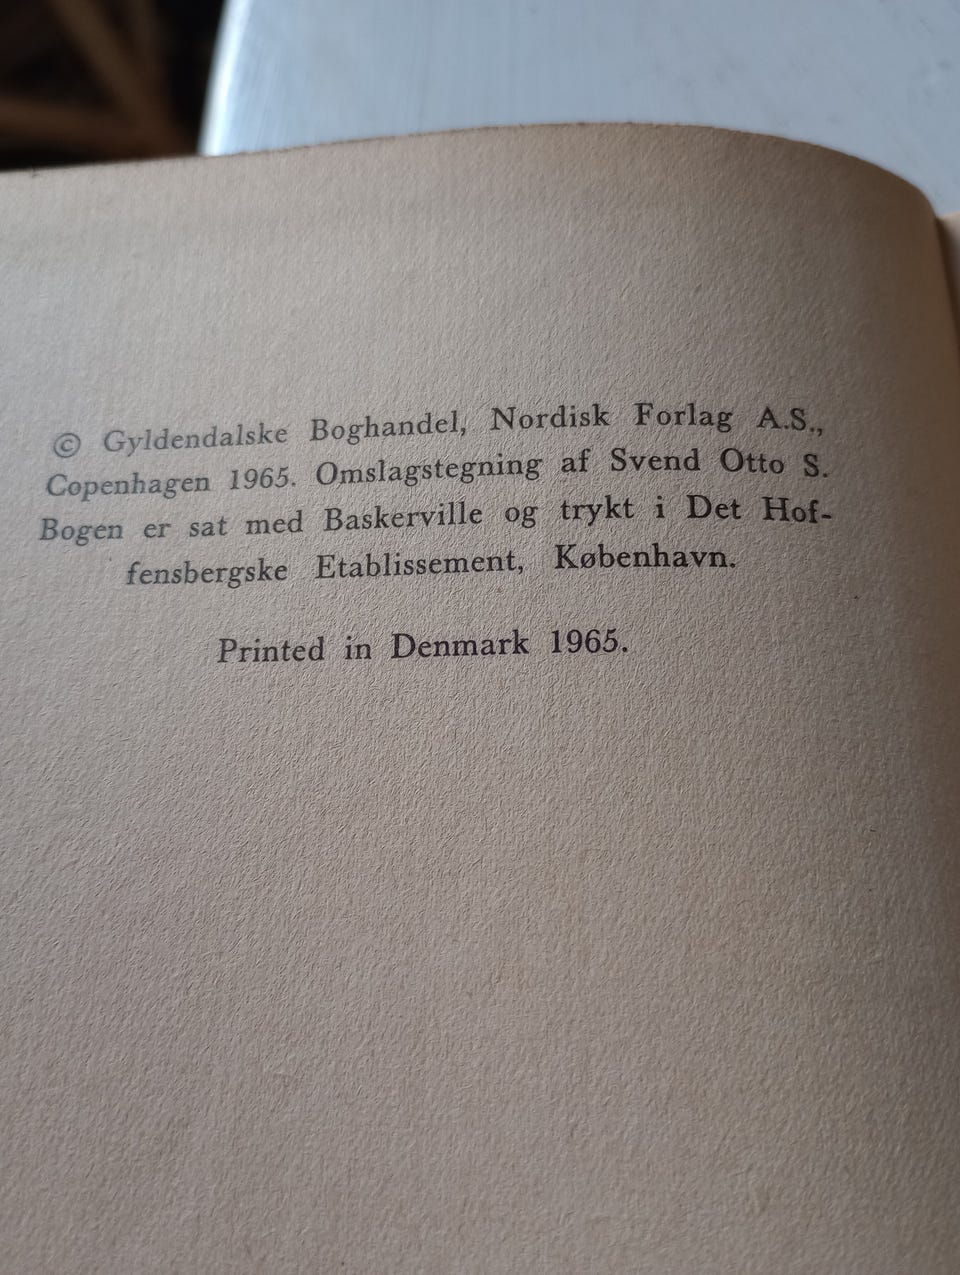 © Gyldendalske Boghandel, Nordisk Forlag A.S.,
Copenhagen 1965. Omslagstegning af Svend Otto S.
Bogen er sat med Baskerville og trykt i Det Hof-
fensbergske Etablissement, København.
Printed in Denmark 1965.